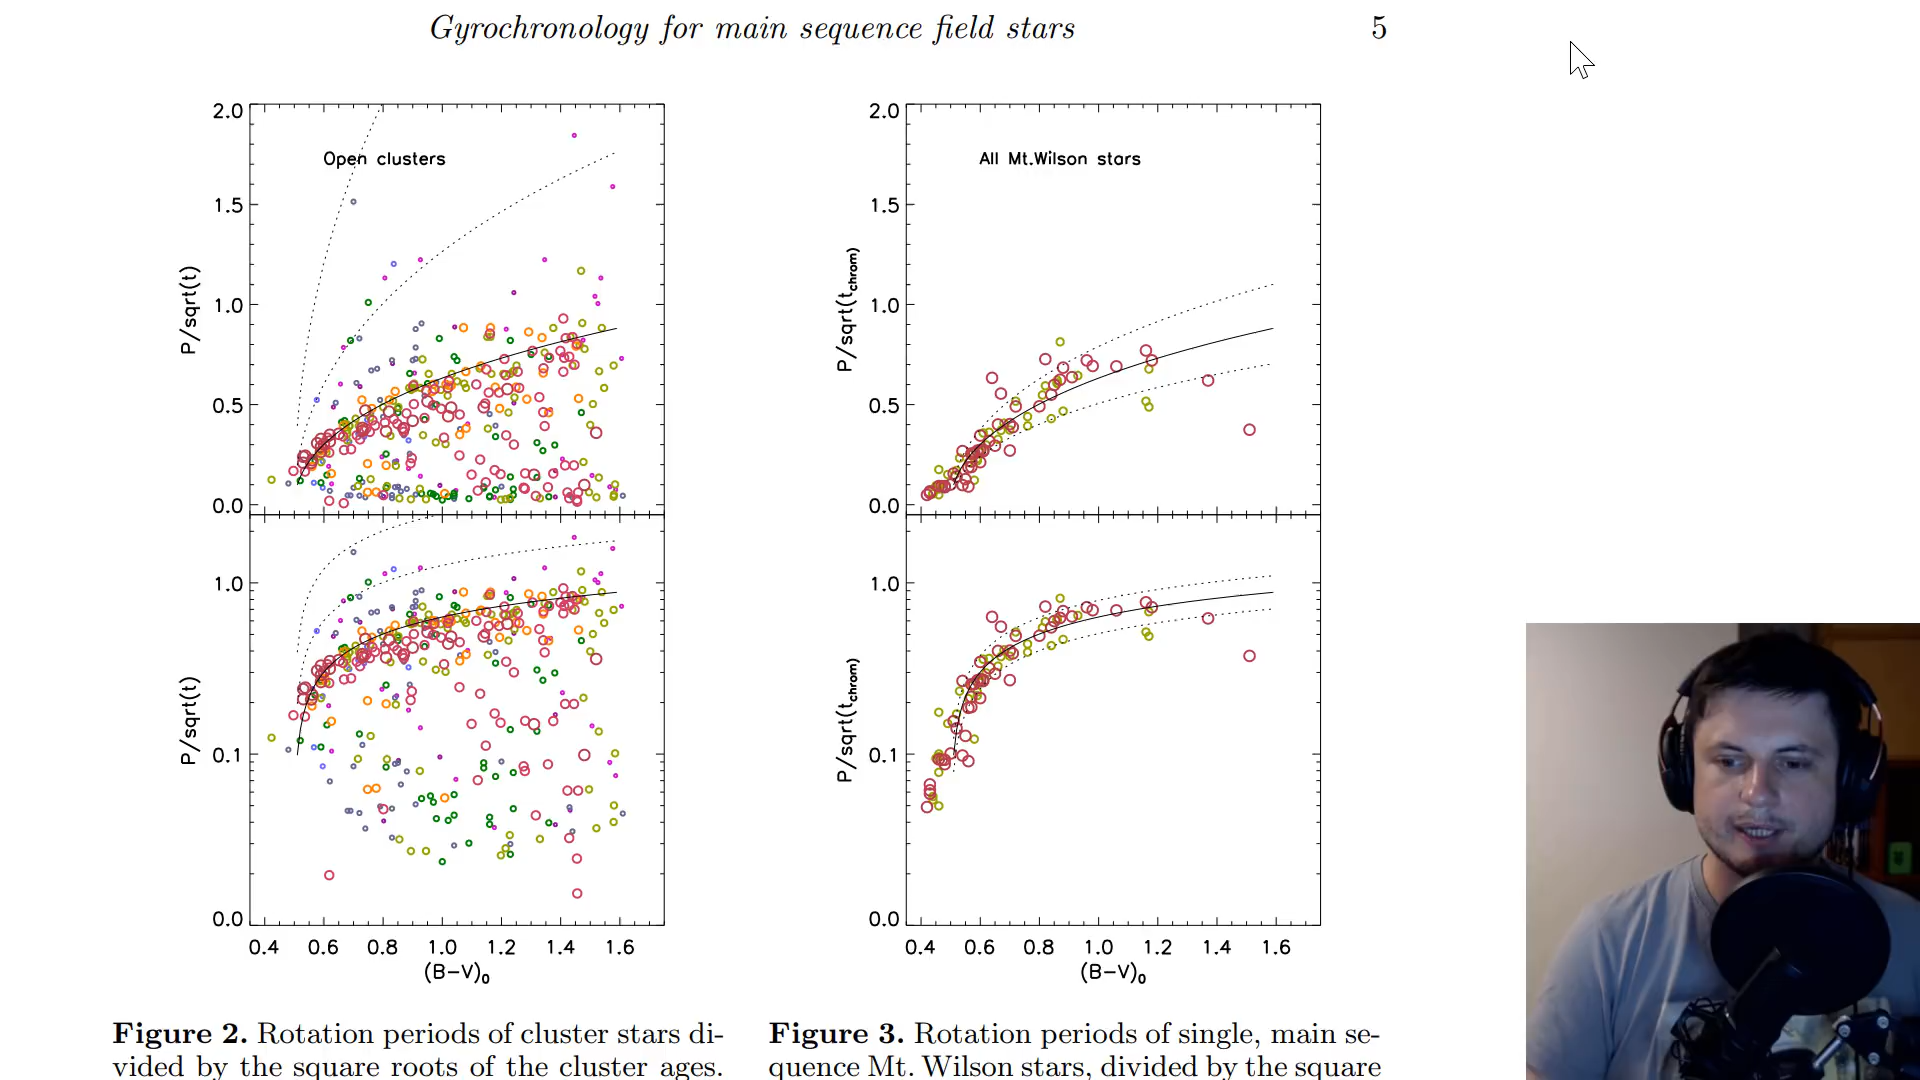 Gyrochronology for main sequence field stars 5
2.0
Open clusters
1.5
P/sqrt(t)
1.0
0.5
0.0
1.0
P/sqrt(t)
0.1
0.0
0.4 0.6 0.8 1.0 1.2 1.4 1.6
(B−V)₀
Figure 2. Rotation periods of cluster stars di-
vided by the square roots of the cluster ages.
2.0
All Mt.Wilson stars
1.5
P/sqrt(tchrom)
1.0
0.5
0.0
1.0
P/sqrt(tchrom)
0.1
0.0
0.4 0.6 0.8 1.0 1.2 1.4 1.6
(B−V)₀
Figure 3. Rotation periods of single, main se-
quence Mt. Wilson stars, divided by the square